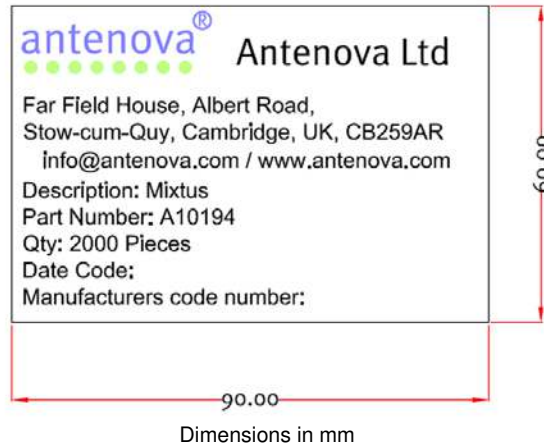 antenova® Antenova Ltd
Far Field House, Albert Road,
Stow-cum-Quy, Cambridge, UK, CB259AR
info@antenova.com / www.antenova.com
Description: Mixtus
Part Number: A10194
Qty: 2000 Pieces
Date Code:
Manufacturers code number:
60.00
90.00
Dimensions in mm